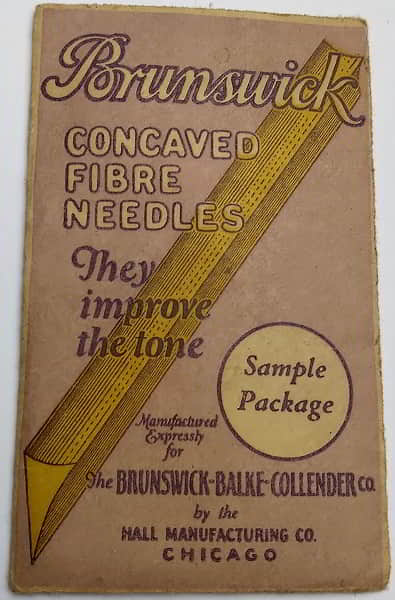 Brunswick
CONCAVED
FIBRE
NEEDLES
They
improve
the tone
Sample
Package
Manufactured
Expressly
for
The BRUNSWICK-BALKE-COLLENDER CO.
by the
HALL MANUFACTURING CO.
CHICAGO